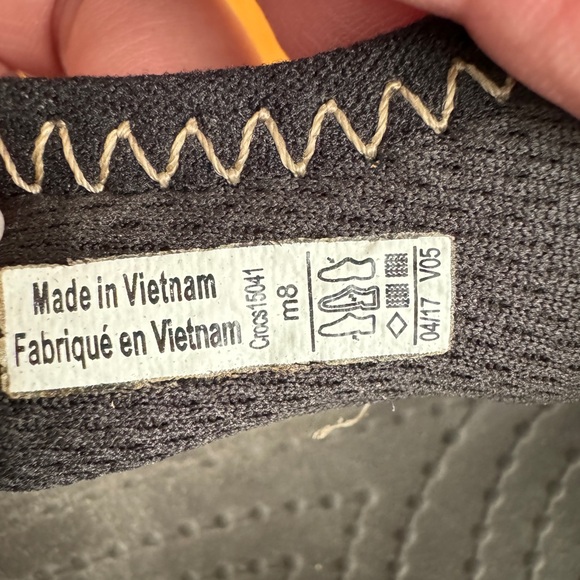 Made in Vietnam
Fabriqué en Vietnam
Crocs15041
m8
04/17 V05